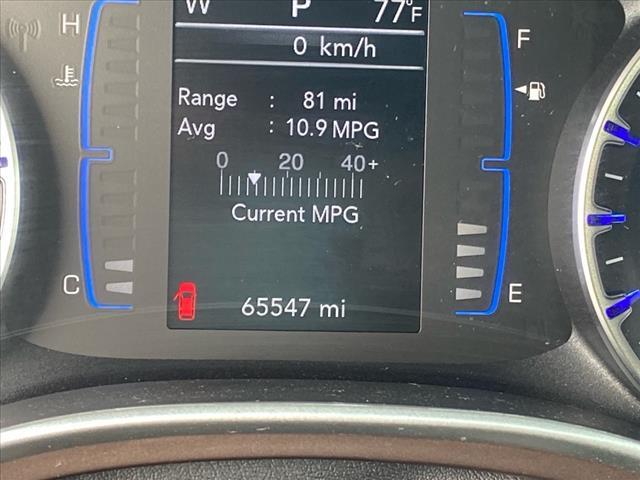 W P 77°F
H
F
0 km/h
Range : 81 mi
Avg : 10.9 MPG
0 20 40+
Current MPG
C
E
65547 mi